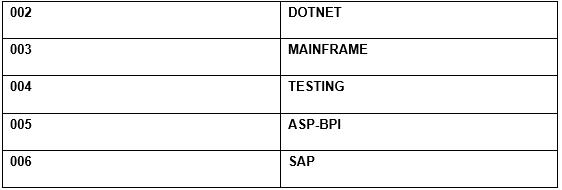 002 DOTNET
003 MAINFRAME
004 TESTING
005 ASP-BPI
006 SAP